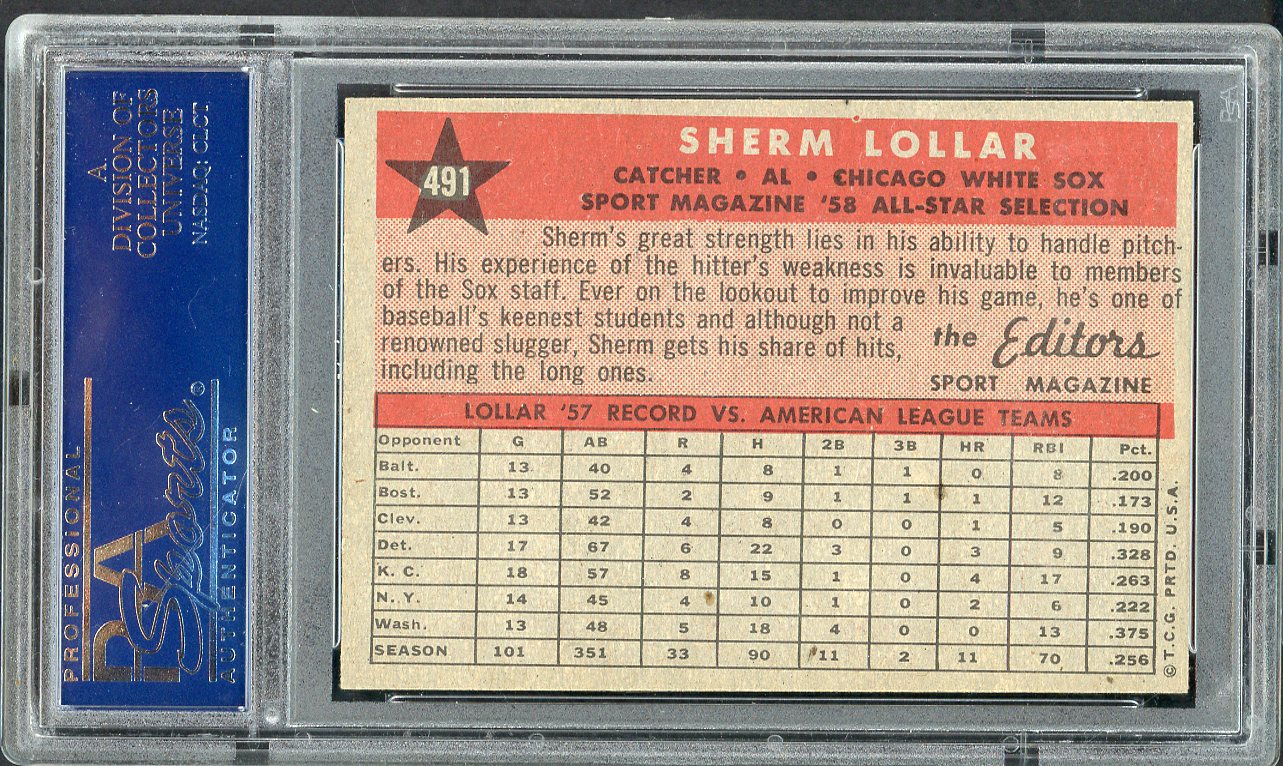 A
DIVISION OF
COLLECTORS
UNIVERSE
NASDAQ: CLCT
PROFESSIONAL
PSA
Sports®
AUTHENTICATOR
PSA
491
SHERM LOLLAR
CATCHER • AL • CHICAGO WHITE SOX
SPORT MAGAZINE '58 ALL-STAR SELECTION
Sherm's great strength lies in his ability to handle pitch-
ers. His experience of the hitter's weakness is invaluable to members
of the Sox staff. Ever on the lookout to improve his game, he's one of
baseball's keenest students and although not a
renowned slugger, Sherm gets his share of hits,
including the long ones.
the Editors
SPORT MAGAZINE
LOLLAR '57 RECORD VS. AMERICAN LEAGUE TEAMS
Opponent G AB R H 2B 3B HR RBI Pct.
Balt. 13 40 4 8 1 1 0 8 .200
Bost. 13 52 2 9 1 1 1 12 .173
Clev. 13 42 4 8 0 0 1 5 .190
Det. 17 67 6 22 3 0 3 9 .328
K. C. 18 57 8 15 1 0 4 17 .263
N. Y. 14 45 4 10 1 0 2 6 .222
Wash. 13 48 5 18 4 0 0 13 .375
SEASON 101 351 33 90 11 2 11 70 .256
© T.C.G. PRTD. U.S.A.